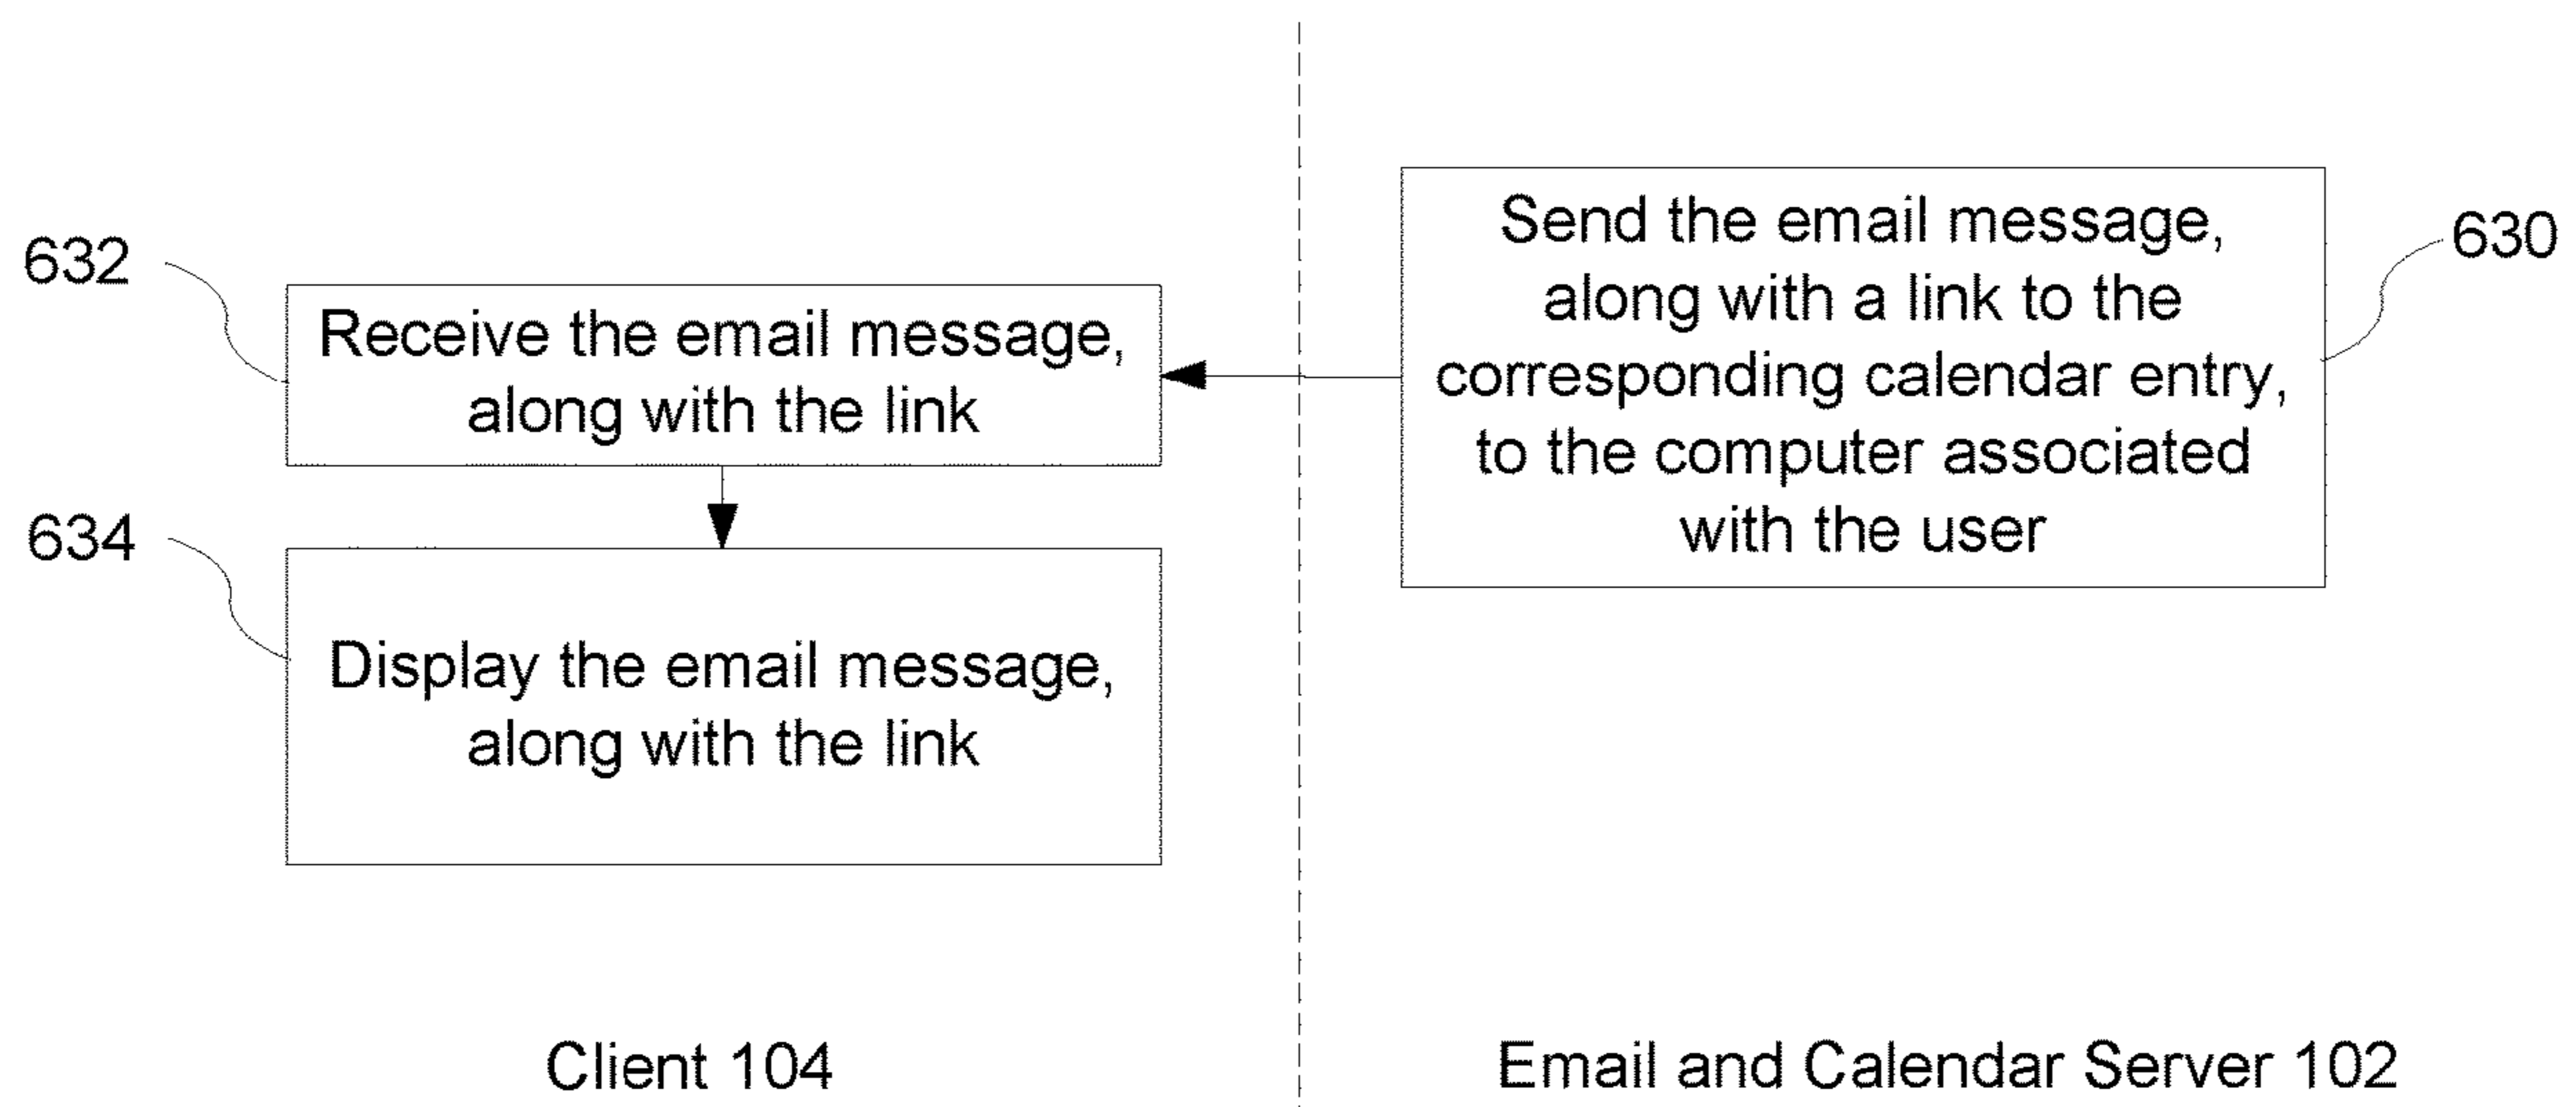 632
Receive the email message,
along with the link
634
Display the email message,
along with the link
Client 104
Send the email message,
along with a link to the
corresponding calendar entry,
to the computer associated
with the user
630
Email and Calendar Server 102